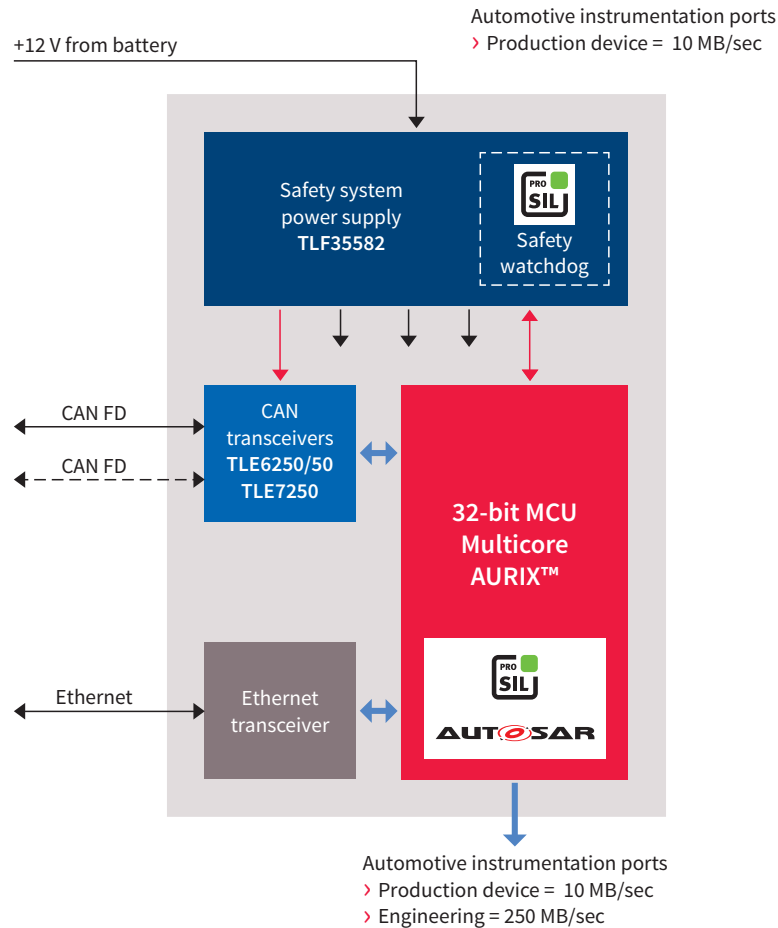 Automotive instrumentation ports
› Production device = 10 MB/sec
+12 V from battery
Safety system
power supply
TLF35582
PRO
SIL
Safety
watchdog
CAN FD
CAN FD
CAN
transceivers
TLE6250/50
TLE7250
32-bit MCU
Multicore
AURIX™
PRO
SIL
AUTOSAR
Ethernet
Ethernet
transceiver
Automotive instrumentation ports
› Production device = 10 MB/sec
› Engineering = 250 MB/sec